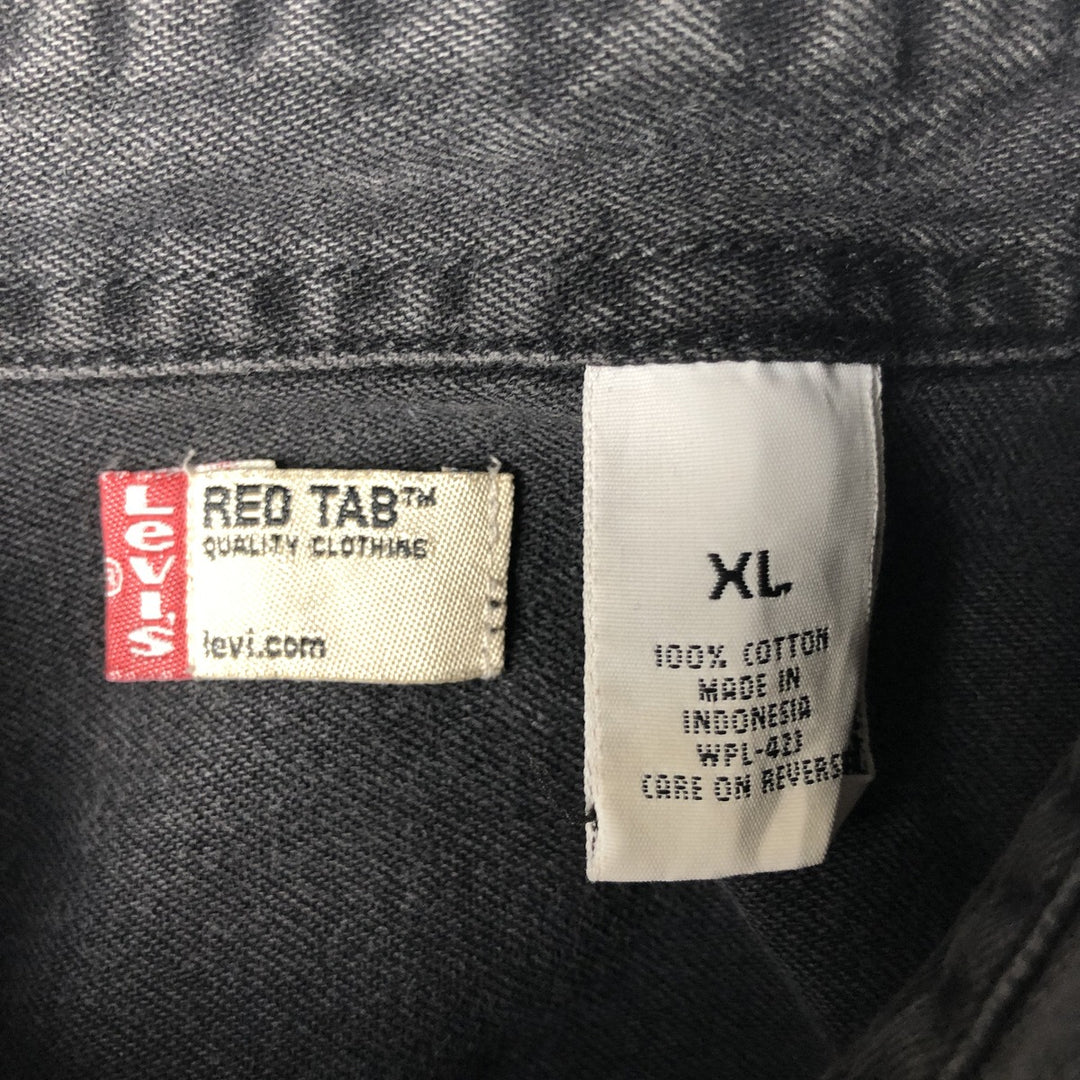 Levi's
®
RED TAB™
QUALITY CLOTHING
levi.com
XL
100% COTTON
MADE IN
INDONESIA
WPL-423
CARE ON REVERSE